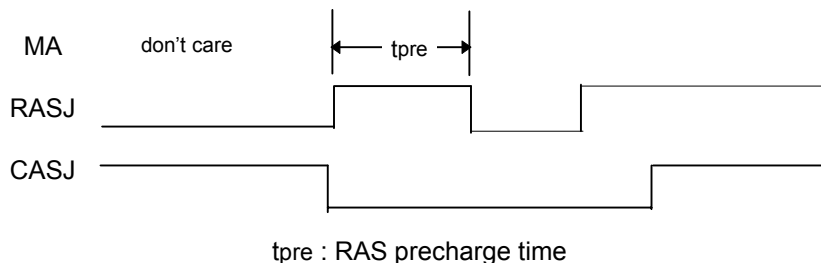 MA don't care tpre
RASJ
CASJ
tpre : RAS precharge time